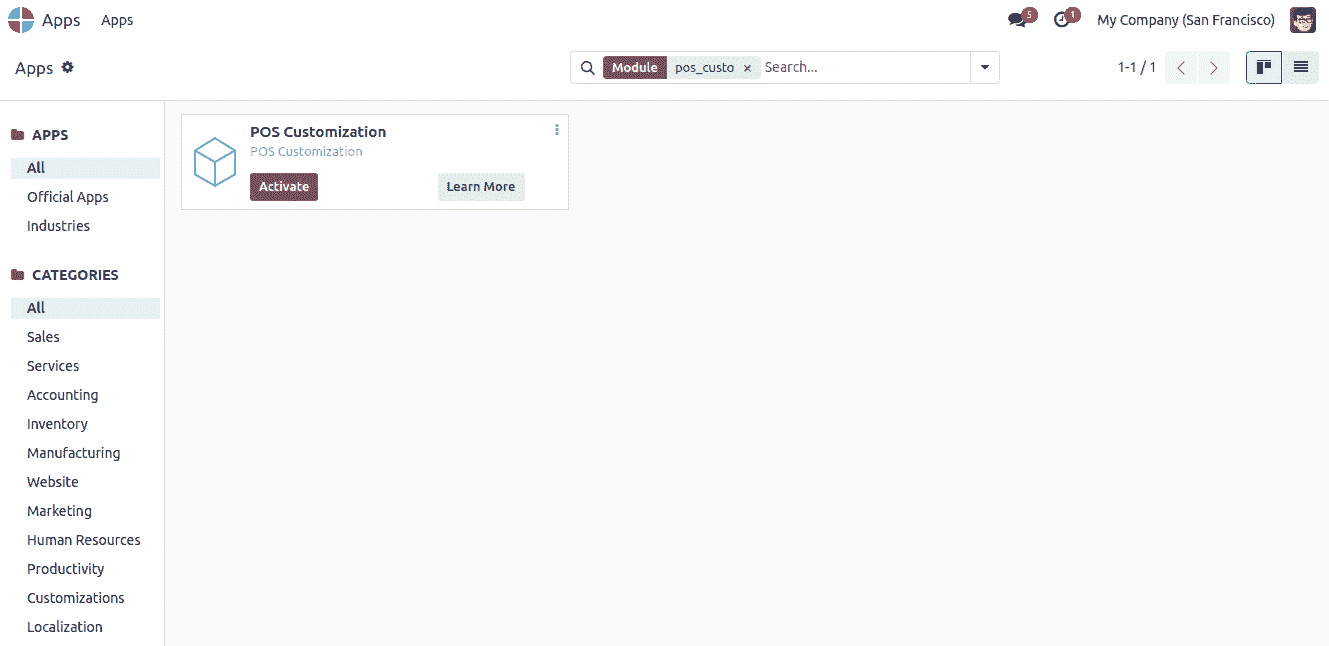 Apps Apps 5 1 My Company (San Francisco)
Apps Module pos_custo × Search... 1-1 / 1
APPS
All
Official Apps
Industries
CATEGORIES
All
Sales
Services
Accounting
Inventory
Manufacturing
Website
Marketing
Human Resources
Productivity
Customizations
Localization
POS Customization
POS Customization
Activate Learn More